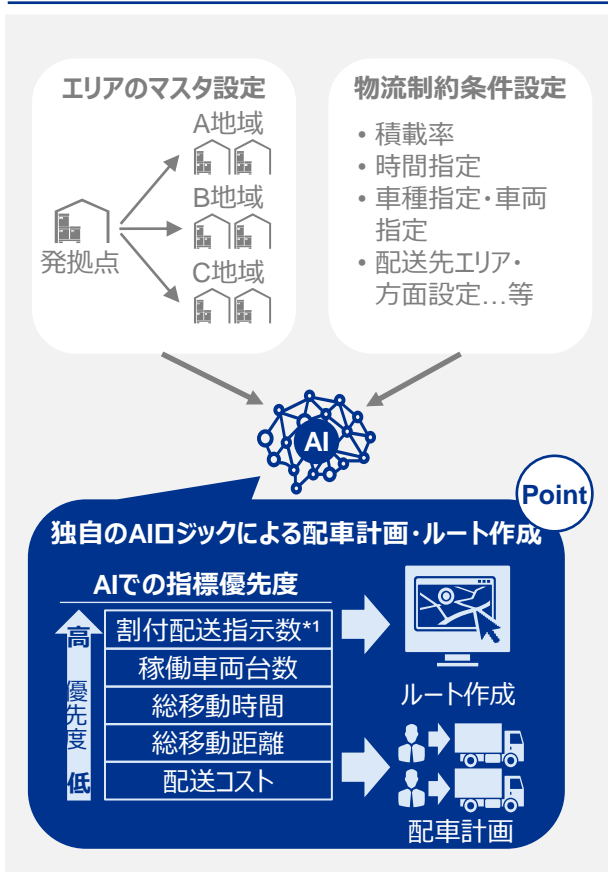 エリアのマスタ設定
A地域
B地域
C地域
発拠点
物流制約条件設定
• 積載率
• 時間指定
• 車種指定・車両
指定
• 配送先エリア・
方面設定…等
AI
Point
独自のAIロジックによる配車計画・ルート作成
AIでの指標優先度
高
優先度
低
割付配送指示数*1
稼働車両台数
総移動時間
総移動距離
配送コスト
ルート作成
配車計画